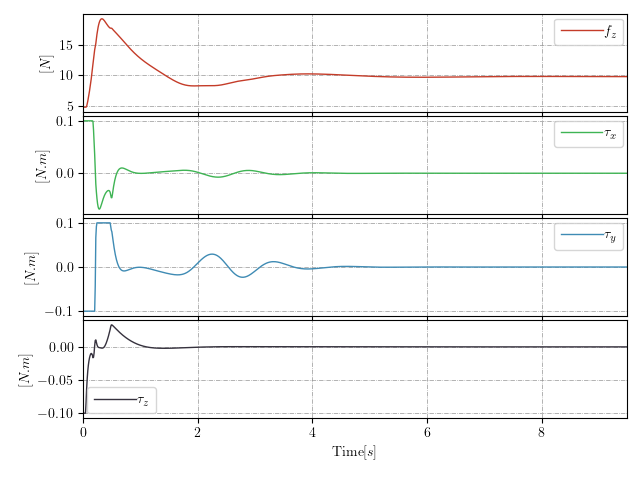 15
10
5
[N]
f_z
0.1
0.0
[N.m]
τ_x
0.1
0.0
−0.1
[N.m]
τ_y
0.00
−0.05
−0.10
[N.m]
τ_z
0 2 4 6 8
Time[s]